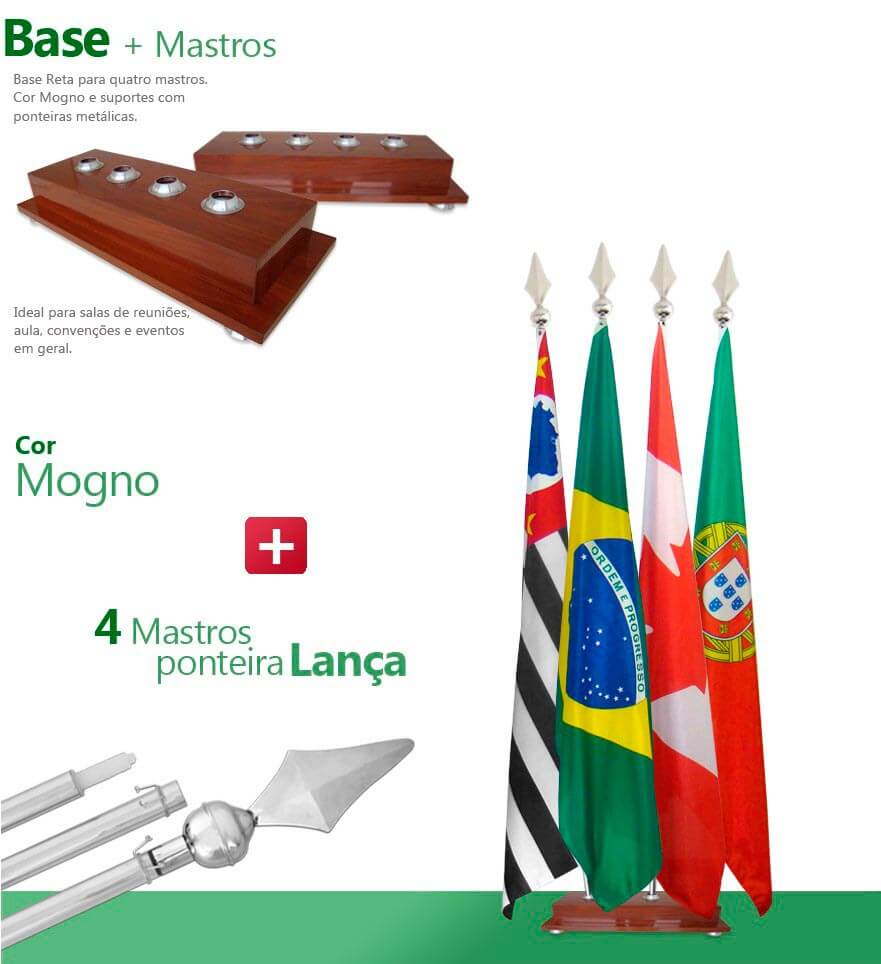 Base + Mastros
Base Reta para quatro mastros.
Cor Mogno e suportes com
ponteiras metálicas.
Ideal para salas de reuniões,
aula, convenções e eventos
em geral.
Cor
Mogno
4 Mastros
ponteira Lança
ORDEM E PROGRESSO